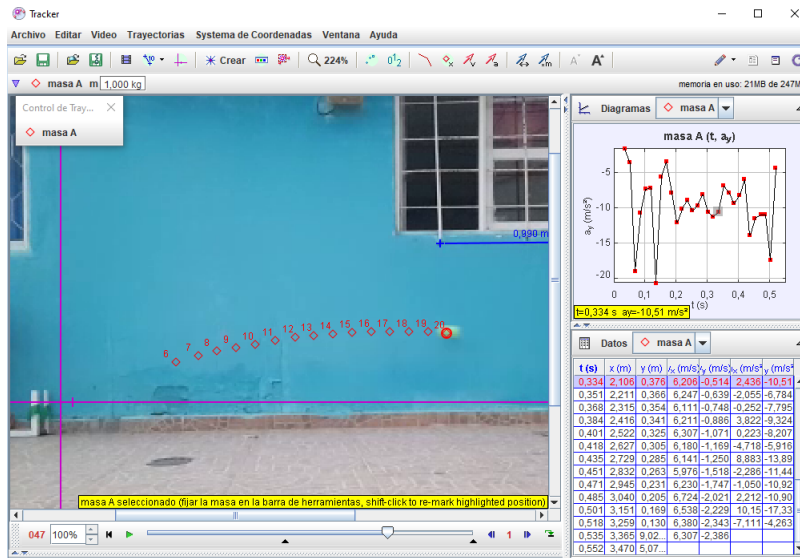 Tracker
Archivo Editar Video Trayectorias Sistema de Coordenadas Ventana Ayuda
Crear 224%
masa A m 1,000 kg memoria en uso: 21MB de 247M
Control de Tray...
masa A
0,990 m
6 7 8 9 10 11 12 13 14 15 16 17 18 19 20
masa A seleccionado (fijar la masa en la barra de herramientas, shift-click to re-mark highlighted position)
047 100% 1
Diagramas masa A
masa A (t, ay)
ay (m/s²)
-5
-10
-15
-20
0 0,1 0,2 0,3 0,4 0,5
t (s)
t=0,334 s ay=-10,51 m/s²
Datos masa A
t (s) x (m) y (m)
0,334 2,106 0,376 6,206 -0,514 2,436 -10,51
0,351 2,211 0,366 6,247 -0,639 -2,055 -6,784
0,368 2,315 0,354 6,111 -0,748 -0,252 -7,795
0,384 2,416 0,341 6,211 -0,886 3,822 -9,324
0,401 2,522 0,325 6,307 -1,071 0,223 -8,207
0,418 2,627 0,305 6,180 -1,169 -4,718 -5,916
0,435 2,729 0,285 6,141 -1,250 8,883 -13,89
0,451 2,832 0,263 5,976 -1,518 -2,286 -11,44
0,471 2,945 0,231 6,230 -1,747 -1,050 -10,92
0,485 3,040 0,205 6,724 -2,021 2,212 -10,90
0,501 3,151 0,169 6,538 -2,229 10,15 -17,33
0,518 3,259 0,130 6,380 -2,343 -7,111 -4,263
0,535 3,365 9,02... 6,307 -2,386
0,552 3,470 5,07...